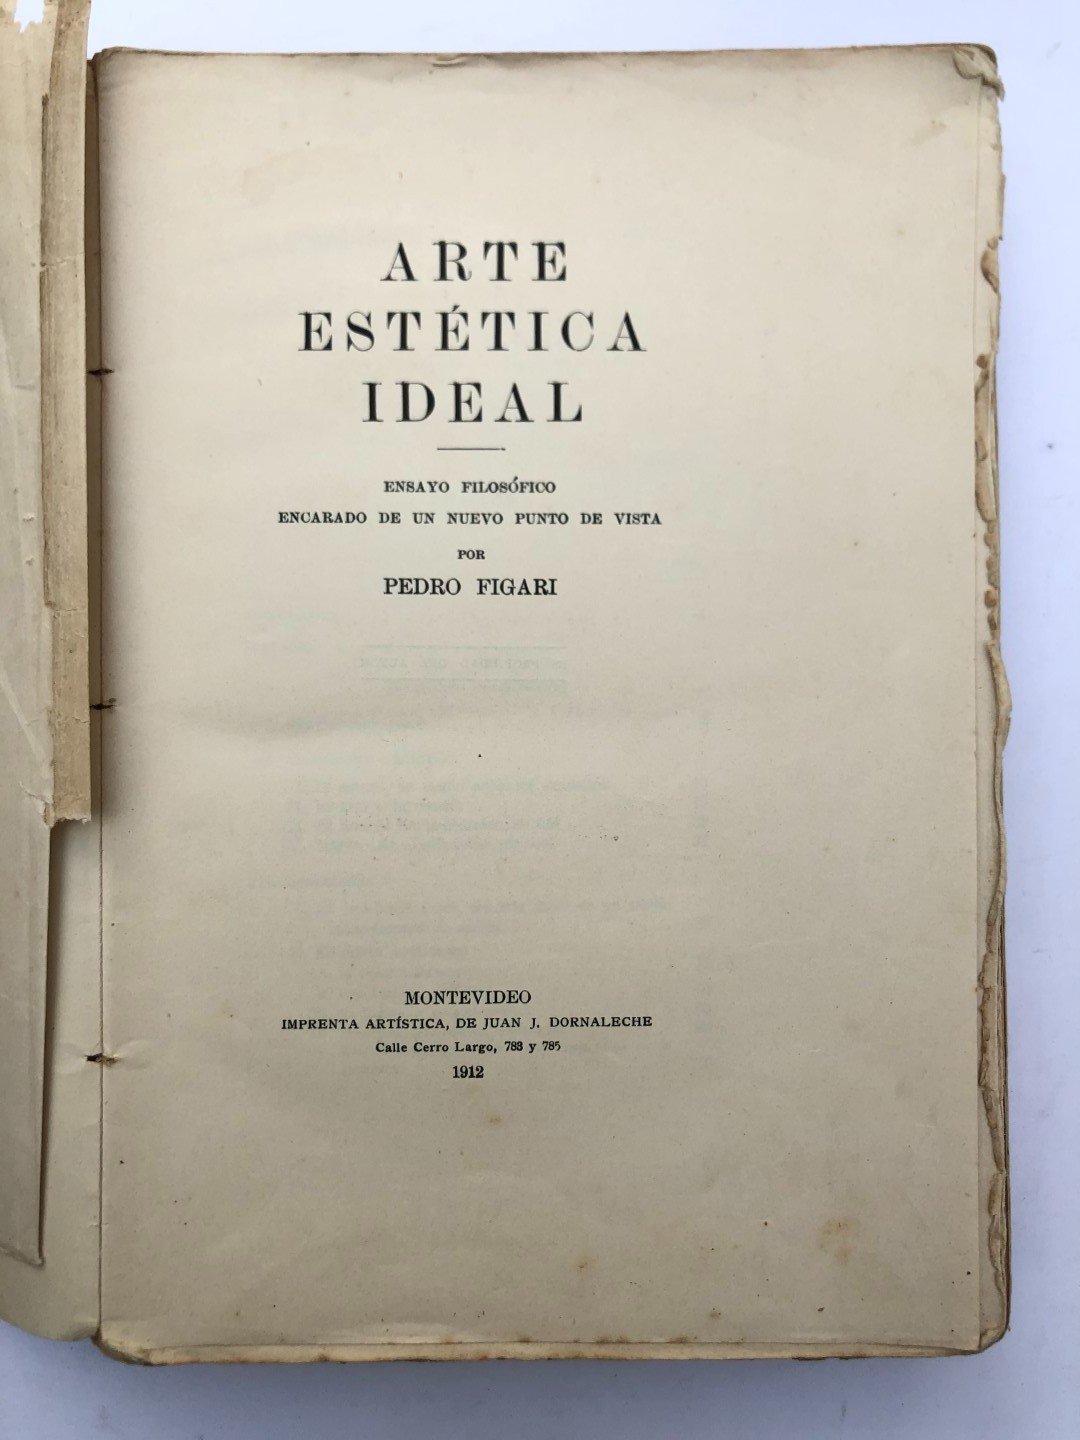 ARTE
ESTÉTICA
IDEAL
ENSAYO FILOSÓFICO
ENCARADO DE UN NUEVO PUNTO DE VISTA
POR
PEDRO FIGARI
MONTEVIDEO
IMPRENTA ARTÍSTICA, DE JUAN J. DORNALECHE
Calle Cerro Largo, 783 y 785
1912